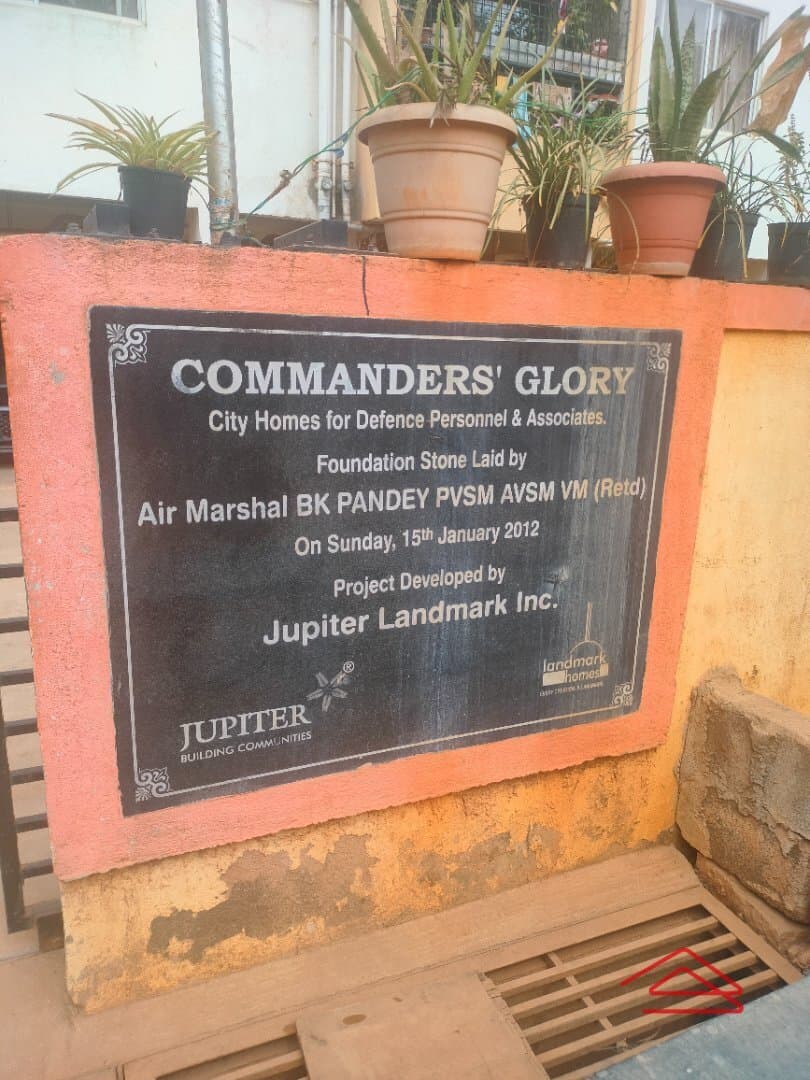 COMMANDERS' GLORY
City Homes for Defence Personnel & Associates.
Foundation Stone Laid by
Air Marshal BK PANDEY PVSM AVSM VM (Retd)
On Sunday, 15th January 2012
Project Developed by
Jupiter Landmark Inc.
JUPITER®
BUILDING COMMUNITIES
landmark
homes